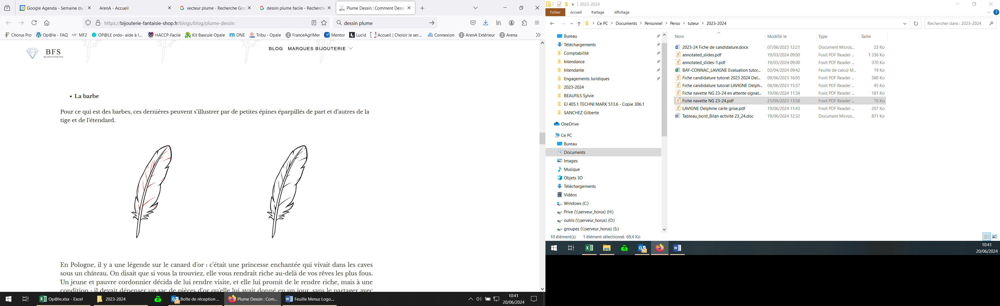 Google Agenda - Semaine du 7
ArenA - Accueil
vecteur plume - Recherche Goo
dessin plume facile - Recherche
Plume Dessin : Comment Dessin
https://bijouterie-fantaisie-shop.fr/blogs/blog/plume-dessin
dessin plume
Chorus Pro
Op@le - FAQ
MF2
OP@LE ordo- aide à l...
HACCP-Facile
Kit Bascule Opale
DNE
Tribu - Opale
FranceAgriMer
Mentor
Lucid
Accueil | Choisir le ser...
Connexion
ArenA Extérieur
Arena
BFS
Bijouterie Fantaisie Shop
BLOG
MARQUES BIJOUTERIE
• La barbe
Pour ce qui est des barbes, ces dernières peuvent s’illustrer par de petites épines éparpillés de part et d’autres de la
tige et de l’étendard.
En Pologne, il y a une légende sur le canard d'or : c'était une princesse enchantée qui vivait dans les caves
sous un château. On disait que si vous la trouviez, elle vous rendrait riche au-delà de vos rêves les plus fous.
Un jeune et pauvre cordonnier décida de lui rendre visite, et elle lui promit de le rendre riche, mais à une
condition : il devait dépenser un sac de pièces d'or qu'elle lui avait donné en un jour, sans le partager avec
Op@le.xlsx - Excel
2023-2024
Boîte de réception ...
Plume Dessin : Com...
Feuille Menus Logo....
10:41
20/06/2024
2023-2024
Fichier
Accueil
Partage
Affichage
Ce PC > Documents > Personnel > Perso > tuteur > 2023-2024
Rechercher dans : 2023-2024
Bureau
Téléchargements
Comptabilité
Intendance
Intendante
Engagements Juridiques
2023-2024
BEAUFILS Sylvie
EJ 405.1 TECHNI MARK 513.6 - Copie 306.1
SANCHEZ Gilberte
OneDrive
Ce PC
Bureau
Documents
Images
Musique
Objets 3D
Téléchargements
Vidéos
Windows (C:)
Prive (\\serveur_horus) (H:)
outils (\\serveur_horus) (O:)
groupes (\\serveur_horus) (S:)
Nom Modifié le Type Taille
2023-24 Fiche de candidature.docx 07/06/2023 12:21 Document Micros... 23 Ko
annotated_slides.pdf 19/03/2024 09:00 Foxit PDF Reader ... 1 336 Ko
annotated_slides-1.pdf 19/03/2024 09:00 Foxit PDF Reader ... 370 Ko
BAY-CONNAC_LAVIGNE Evaluation tutor... 03/04/2024 09:42 Feuille de calcul M... 19 Ko
Fiche candidature tutorat 2023 2024 Del... 09/06/2023 16:05 Foxit PDF Reader ... 580 Ko
Fiche candidature tutorat LAVIGNE Delph... 08/06/2023 15:57 Foxit PDF Reader ... 45 Ko
Fiche navette NG 23-24 en attente signat... 19/06/2024 11:34 Foxit PDF Reader ... 181 Ko
Fiche navette NG 23-24.pdf 21/09/2023 13:58 Foxit PDF Reader ... 70 Ko
LAVIGNE Delphine carte grise.pdf 19/06/2024 11:43 Foxit PDF Reader ... 207 Ko
Tableau_bord_Bilan activité 23_24.doc 19/06/2024 12:32 Document Micros... 871 Ko
10 élément(s) 1 élément sélectionné 69,4 Ko
10:41
20/06/2024